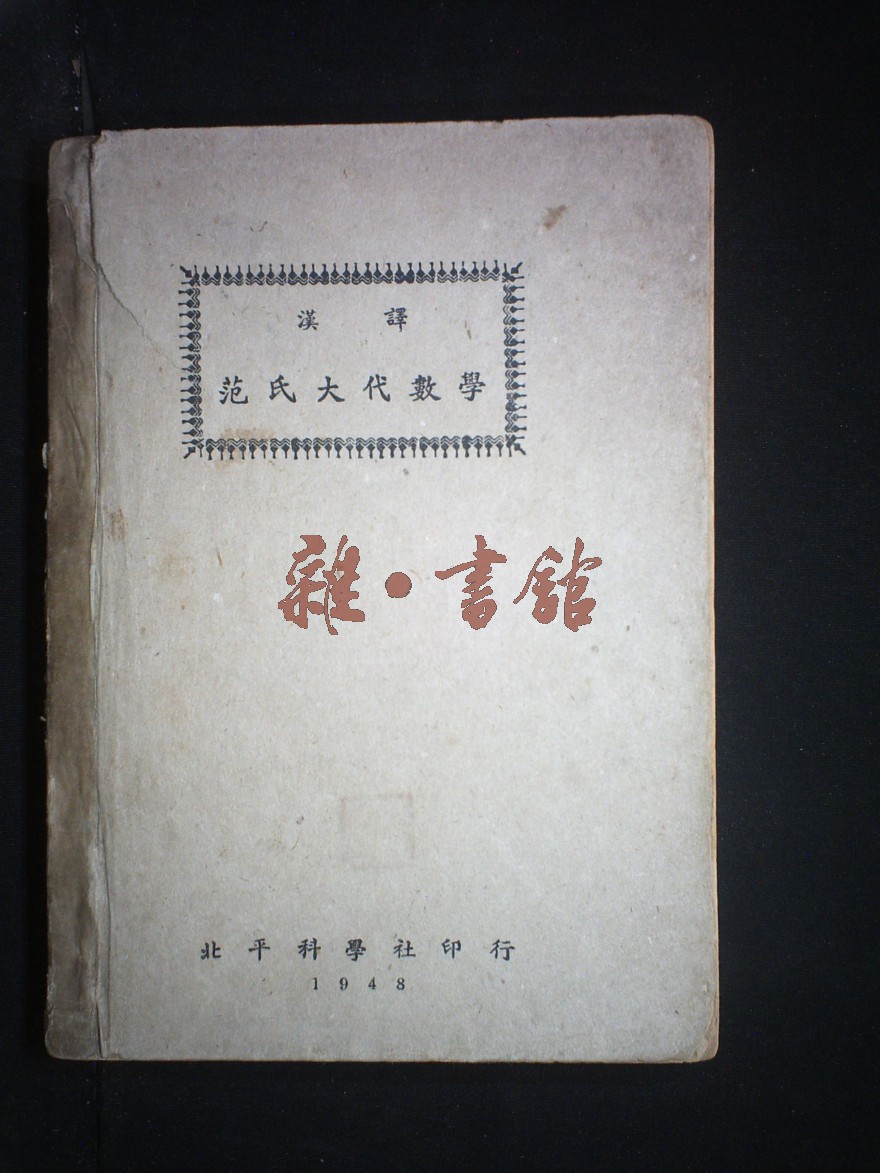 漢 譯
范氏大代數學
雜·書館
北平科學社印行
1948